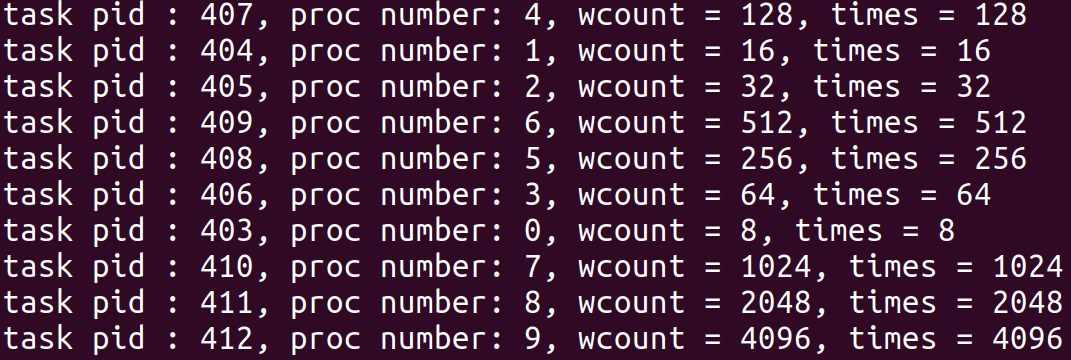 task pid : 407, proc number: 4, wcount = 128, times = 128
task pid : 404, proc number: 1, wcount = 16, times = 16
task pid : 405, proc number: 2, wcount = 32, times = 32
task pid : 409, proc number: 6, wcount = 512, times = 512
task pid : 408, proc number: 5, wcount = 256, times = 256
task pid : 406, proc number: 3, wcount = 64, times = 64
task pid : 403, proc number: 0, wcount = 8, times = 8
task pid : 410, proc number: 7, wcount = 1024, times = 1024
task pid : 411, proc number: 8, wcount = 2048, times = 2048
task pid : 412, proc number: 9, wcount = 4096, times = 4096